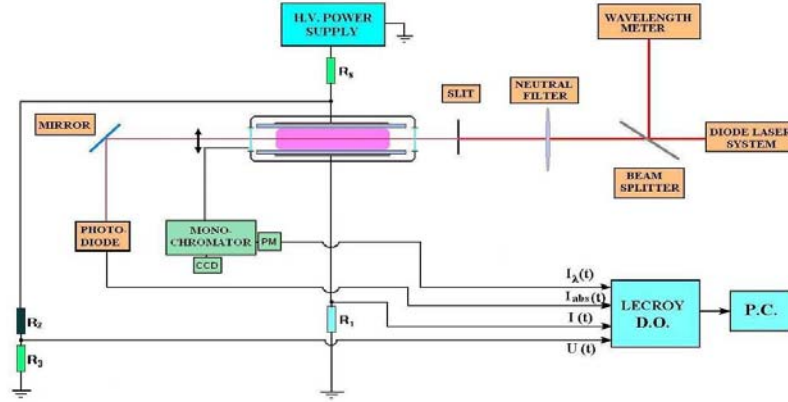 H.V. POWER
SUPPLY
WAVELENGTH
METER
R8
SLIT
NEUTRAL
FILTER
MIRROR
DIODE LASER
SYSTEM
BEAM
SPLITTER
PHOTO-
DIODE
MONO-
CHROMATOR
PM
CCD
Iλ(t)
Iabs(t)
I(t)
U(t)
LECROY
D.O.
P.C.
R2
R1
R3